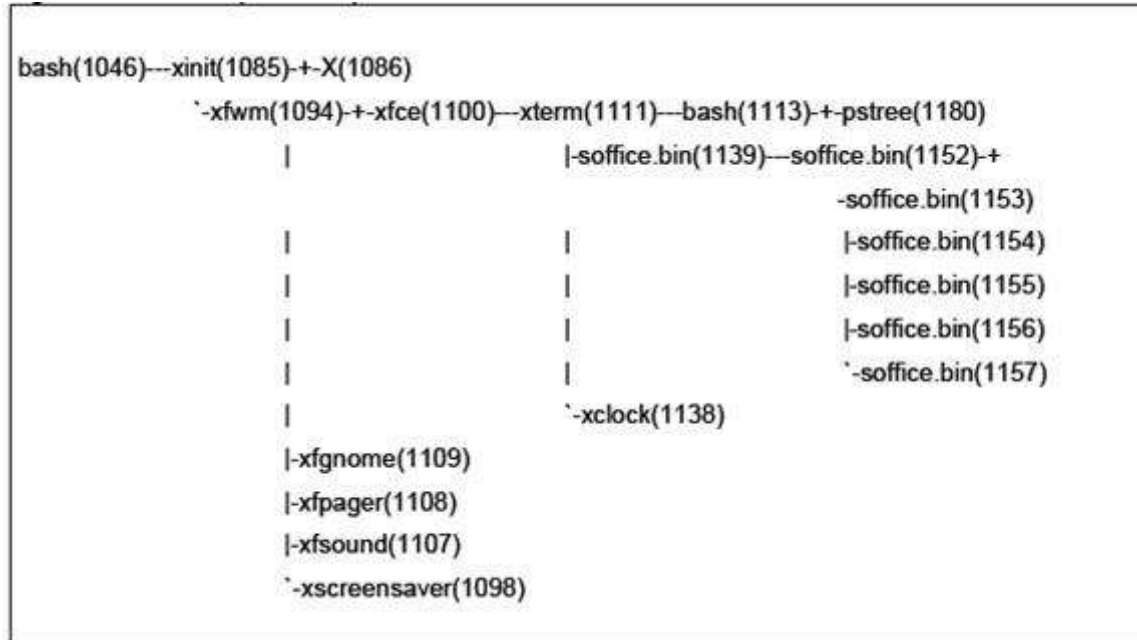 bash(1046)---xinit(1085)-+-X(1086)
`-xfwm(1094)-+-xfce(1100)---xterm(1111)---bash(1113)-+-pstree(1180)
| |-soffice.bin(1139)---soffice.bin(1152)-+
-soffice.bin(1153)
| | |-soffice.bin(1154)
| | |-soffice.bin(1155)
| | |-soffice.bin(1156)
| | `-soffice.bin(1157)
| `-xclock(1138)
|-xfgnome(1109)
|-xfpager(1108)
|-xfsound(1107)
`-xscreensaver(1098)